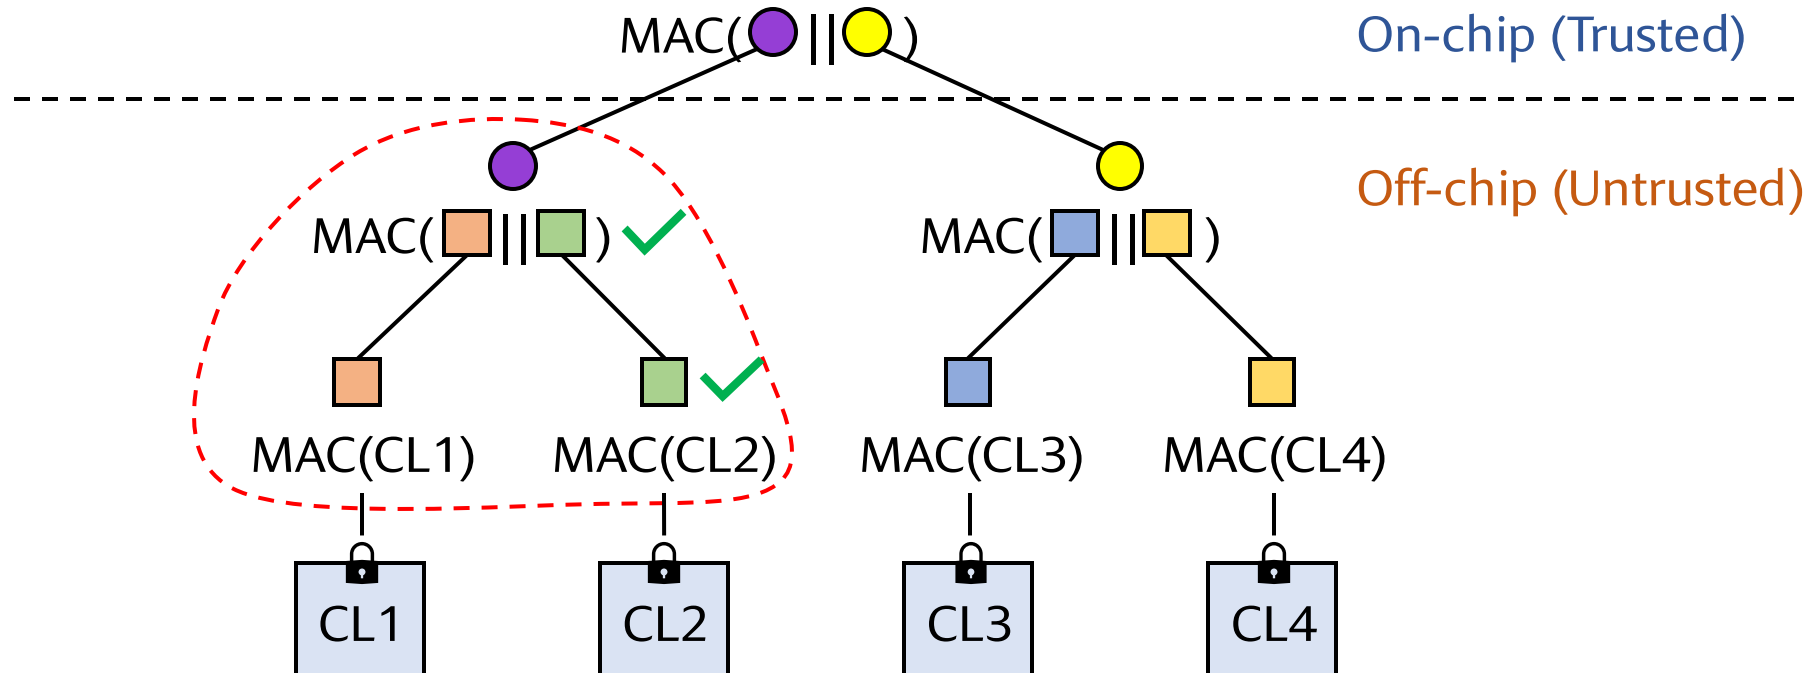 MAC( || )
On-chip (Trusted)
Off-chip (Untrusted)
MAC( || )
MAC( || )
MAC(CL1)
MAC(CL2)
MAC(CL3)
MAC(CL4)
CL1
CL2
CL3
CL4